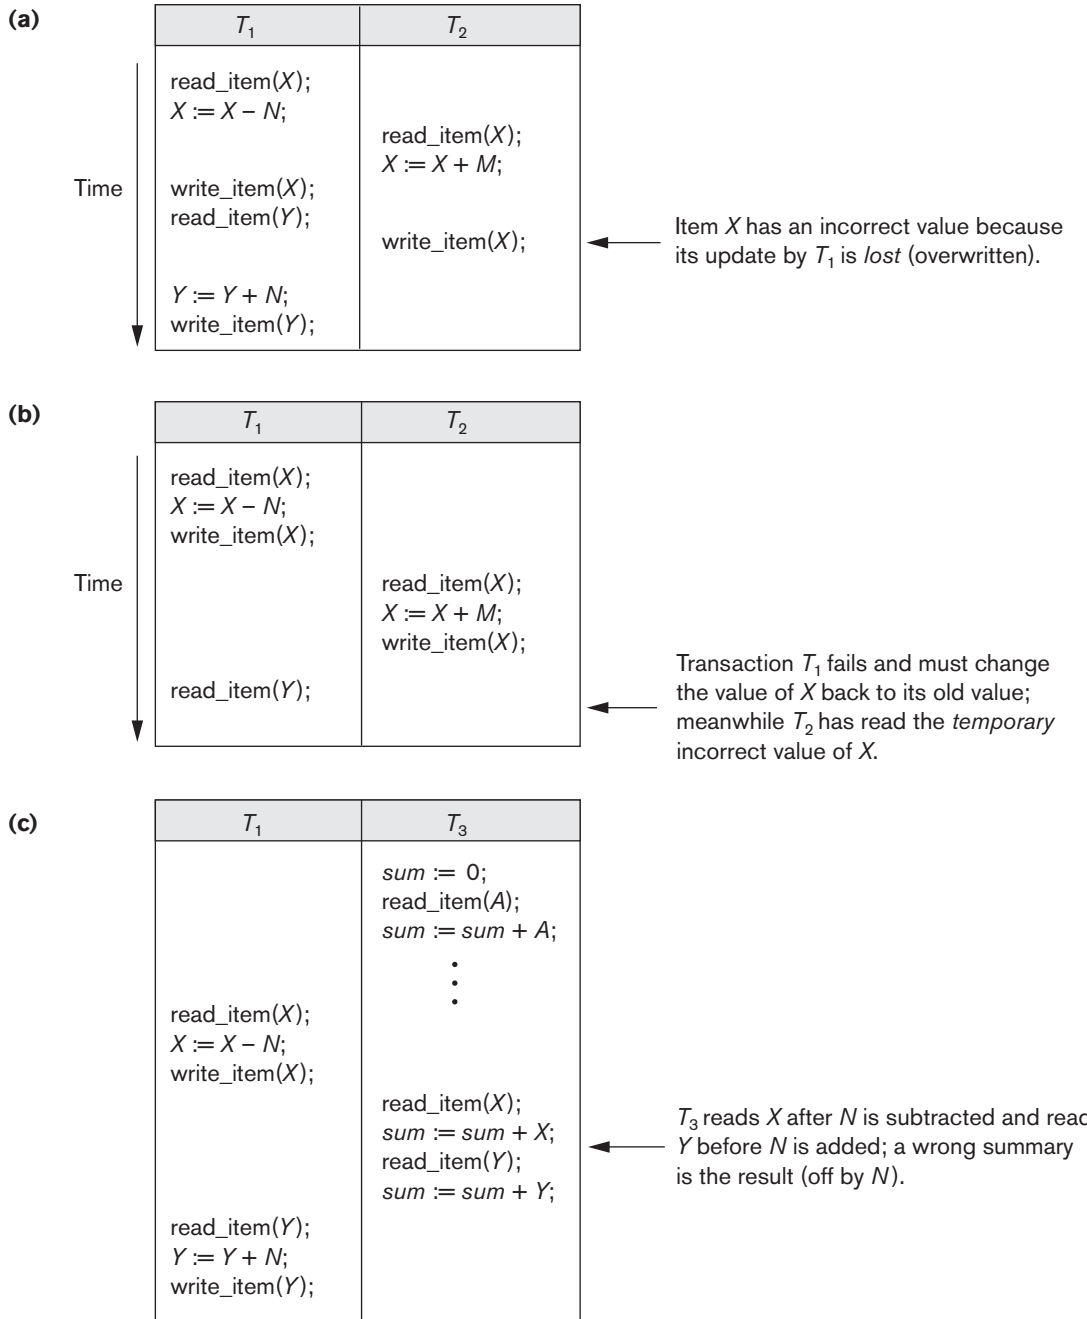 (a)
T1 T2
read_item(X);
X := X – N;
read_item(X);
X := X + M;
Time
write_item(X);
read_item(Y);
write_item(X);
Item X has an incorrect value because
its update by T1 is lost (overwritten).
Y := Y + N;
write_item(Y);
(b)
T1 T2
read_item(X);
X := X – N;
write_item(X);
Time
read_item(X);
X := X + M;
write_item(X);
read_item(Y);
Transaction T1 fails and must change
the value of X back to its old value;
meanwhile T2 has read the temporary
incorrect value of X.
(c)
T1 T3
sum := 0;
read_item(A);
sum := sum + A;
read_item(X);
X := X – N;
write_item(X);
read_item(X);
sum := sum + X;
read_item(Y);
sum := sum + Y;
T3 reads X after N is subtracted and read
Y before N is added; a wrong summary
is the result (off by N).
read_item(Y);
Y := Y + N;
write_item(Y);